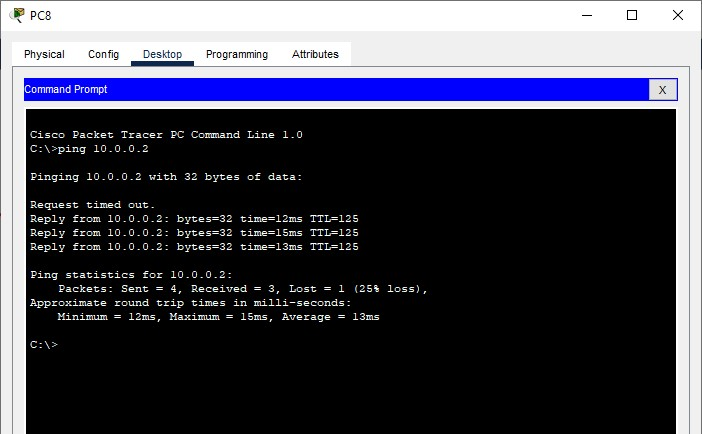 PC8
Physical Config Desktop Programming Attributes
Command Prompt
X
Cisco Packet Tracer PC Command Line 1.0
C:\>ping 10.0.0.2
Pinging 10.0.0.2 with 32 bytes of data:
Request timed out.
Reply from 10.0.0.2: bytes=32 time=12ms TTL=125
Reply from 10.0.0.2: bytes=32 time=15ms TTL=125
Reply from 10.0.0.2: bytes=32 time=13ms TTL=125
Ping statistics for 10.0.0.2:
    Packets: Sent = 4, Received = 3, Lost = 1 (25% loss),
Approximate round trip times in milli-seconds:
    Minimum = 12ms, Maximum = 15ms, Average = 13ms
C:\>